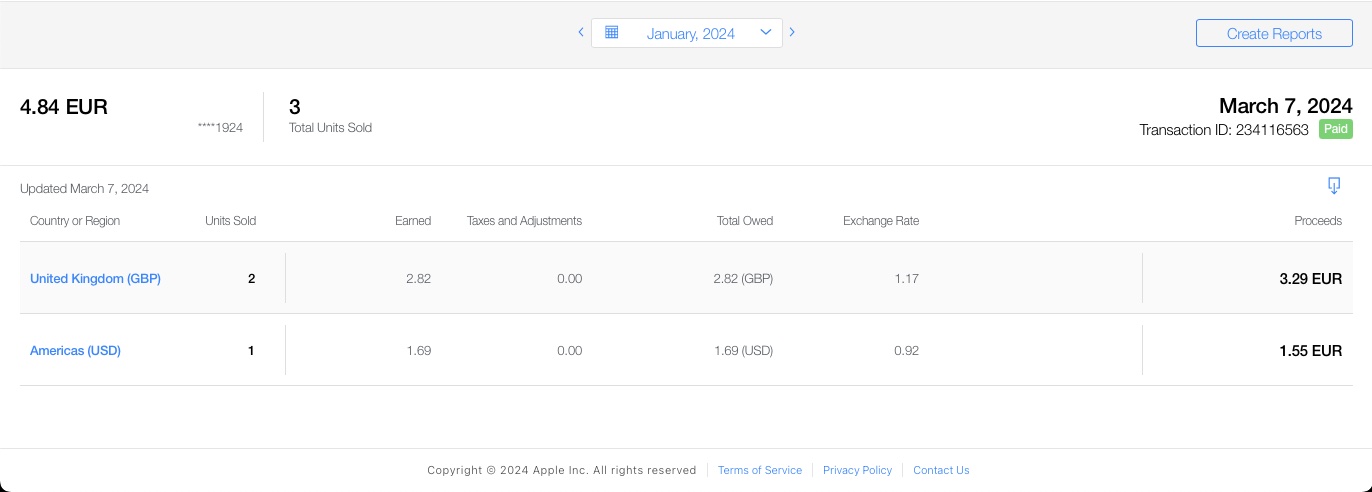 January, 2024
Create Reports
4.84 EUR
****1924
3
Total Units Sold
March 7, 2024
Transaction ID: 234116563 Paid
Updated March 7, 2024
Country or Region Units Sold Earned Taxes and Adjustments Total Owed Exchange Rate Proceeds
United Kingdom (GBP) 2 2.82 0.00 2.82 (GBP) 1.17 3.29 EUR
Americas (USD) 1 1.69 0.00 1.69 (USD) 0.92 1.55 EUR
Copyright © 2024 Apple Inc. All rights reserved Terms of Service Privacy Policy Contact Us